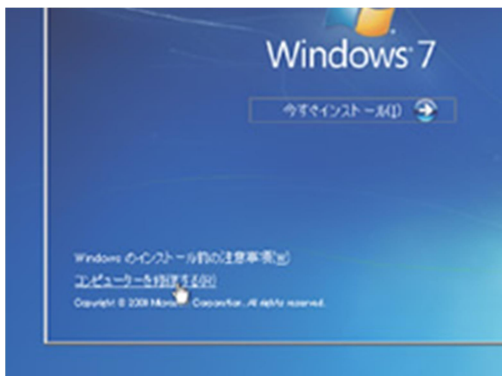 Windows 7
今すぐインストール(I)
Windows のインストール前の注意事項(W)
コンピューターを修復する(R)
Copyright © 2009 Microsoft Corporation. All rights reserved.